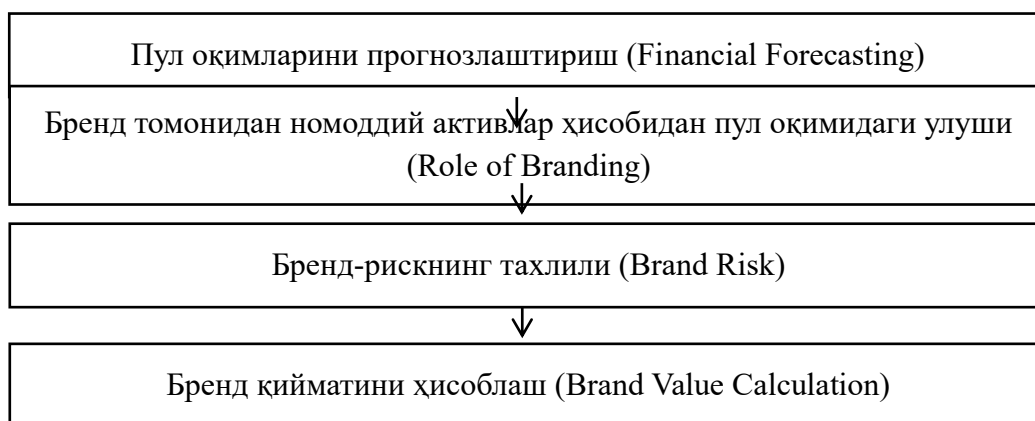 Пул оқимларини прогнозлаштириш (Financial Forecasting)
Бренд томонидан номоддий активлар ҳисобидан пул оқимидаги улуши
(Role of Branding)
Бренд-рискнинг тахлили (Brand Risk)
Бренд қийматини ҳисоблаш (Brand Value Calculation)